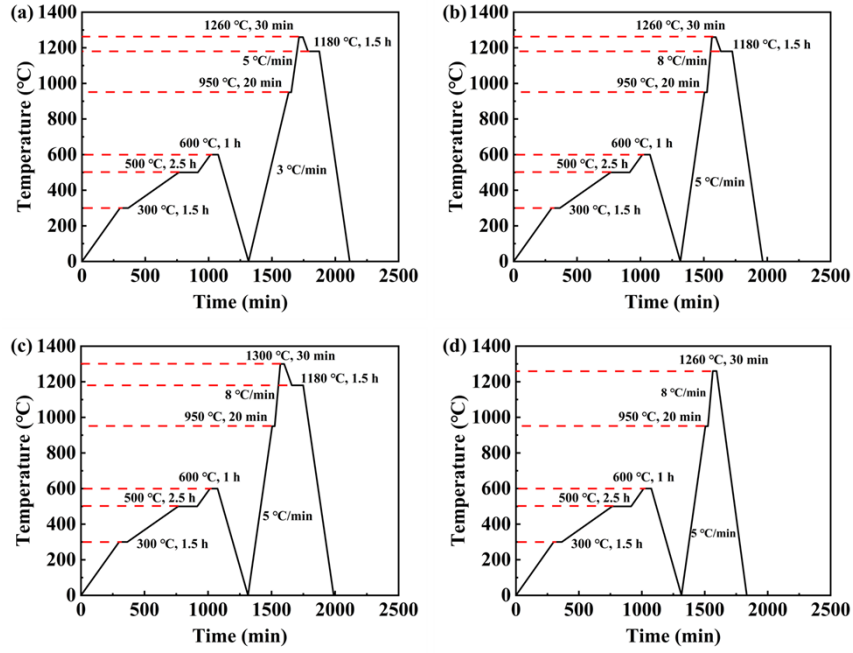 (a)
1400
1200
1000
800
600
400
200
0
1260 ℃, 30 min
1180 ℃, 1.5 h
5 ℃/min
950 ℃, 20 min
600 ℃, 1 h
500 ℃, 2.5 h
3 ℃/min
300 ℃, 1.5 h
Temperature (℃)
0 500 1000 1500 2000 2500
Time (min)
(b)
1400
1200
1000
800
600
400
200
0
1260 ℃, 30 min
1180 ℃, 1.5 h
8 ℃/min
950 ℃, 20 min
600 ℃, 1 h
500 ℃, 2.5 h
5 ℃/min
300 ℃, 1.5 h
Temperature (℃)
0 500 1000 1500 2000 2500
Time (min)
(c)
1400
1200
1000
800
600
400
200
0
1300 ℃, 30 min
1180 ℃, 1.5 h
8 ℃/min
950 ℃, 20 min
600 ℃, 1 h
500 ℃, 2.5 h
5 ℃/min
300 ℃, 1.5 h
Temperature (℃)
0 500 1000 1500 2000 2500
Time (min)
(d)
1400
1200
1000
800
600
400
200
0
1260 ℃, 30 min
8 ℃/min
950 ℃, 20 min
600 ℃, 1 h
500 ℃, 2.5 h
5 ℃/min
300 ℃, 1.5 h
Temperature (℃)
0 500 1000 1500 2000 2500
Time (min)